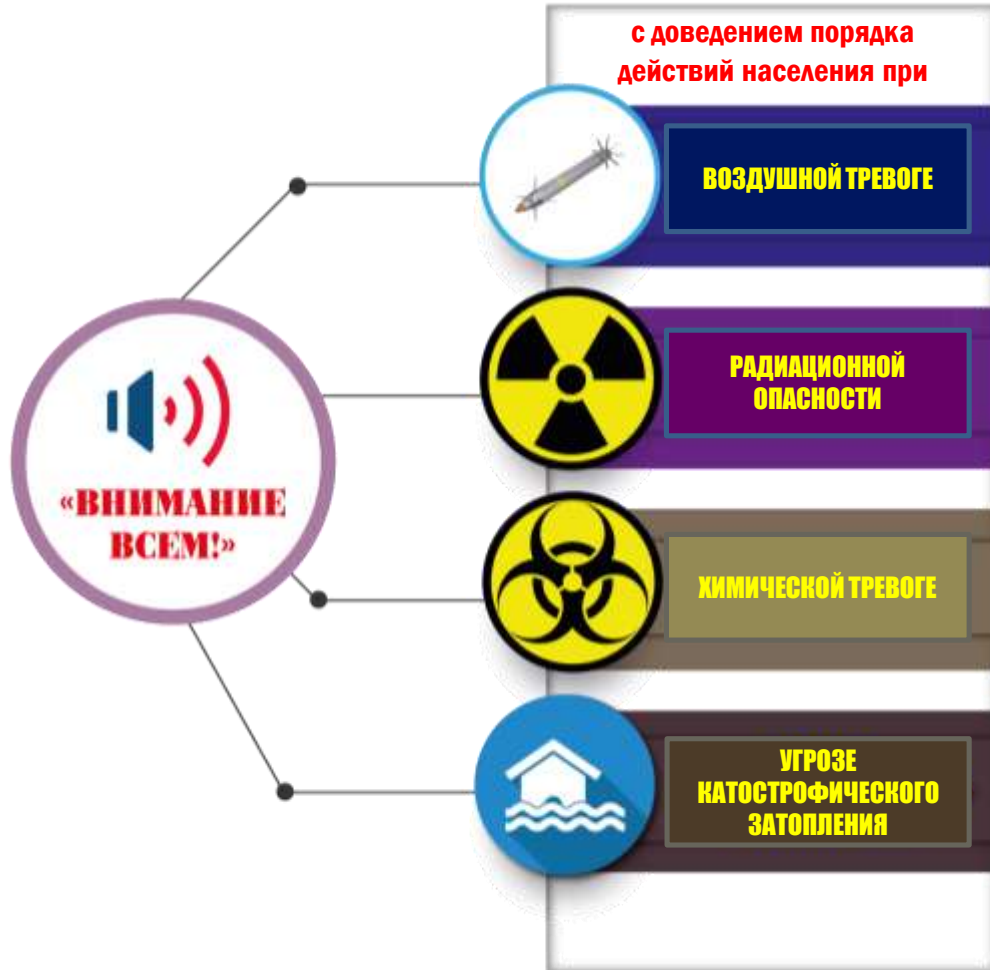 с доведением порядка
действий населения при
ВОЗДУШНОЙ ТРЕВОГЕ
РАДИАЦИОННОЙ
ОПАСНОСТИ
«ВНИМАНИЕ
ВСЕМ!»
ХИМИЧЕСКОЙ ТРЕВОГЕ
УГРОЗЕ
КАТОСТРОФИЧЕСКОГО
ЗАТОПЛЕНИЯ